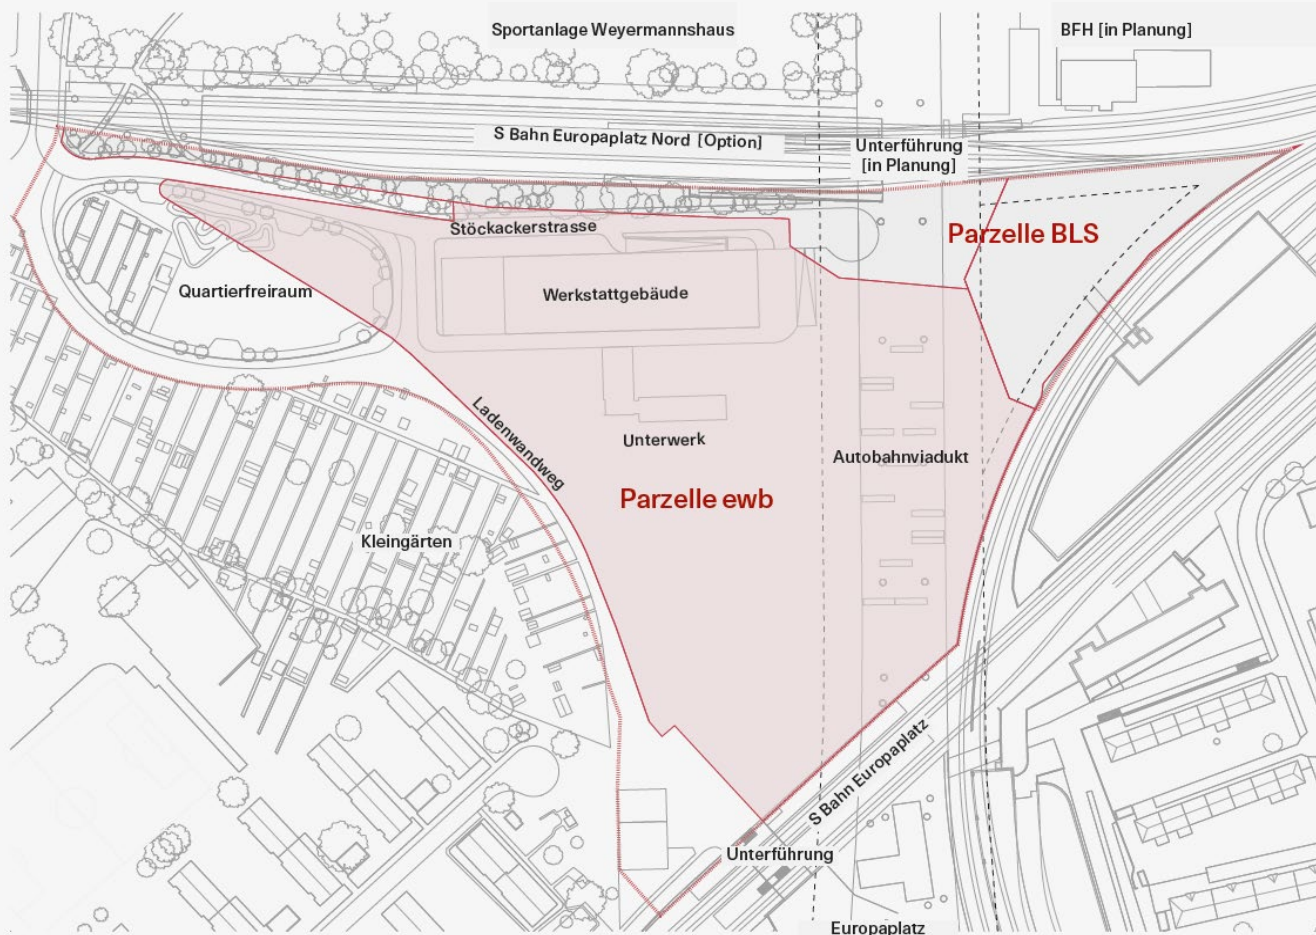 Sportanlage Weyermannshaus
BFH [in Planung]
S Bahn Europaplatz Nord [Option]
Unterführung
[in Planung]
Stöckackerstrasse
Parzelle BLS
Quartierfreiraum
Werkstattgebäude
Ladenwandweg
Unterwerk
Autobahnviadukt
Parzelle ewb
Kleingärten
S Bahn Europaplatz
Unterführung
Europaplatz